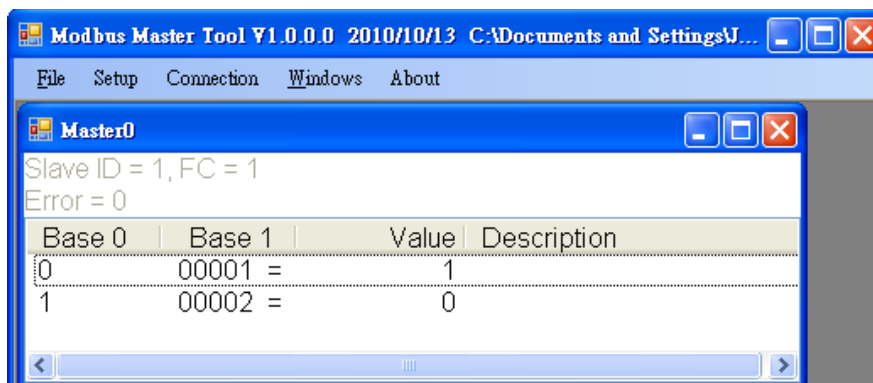 Modbus Master Tool V1.0.0.0 2010/10/13 C:\Documents and Settings\J...
File Setup Connection Windows About
Master0
Slave ID = 1, FC = 1
Error = 0
Base 0 Base 1 Value Description
0 00001 = 1
1 00002 = 0